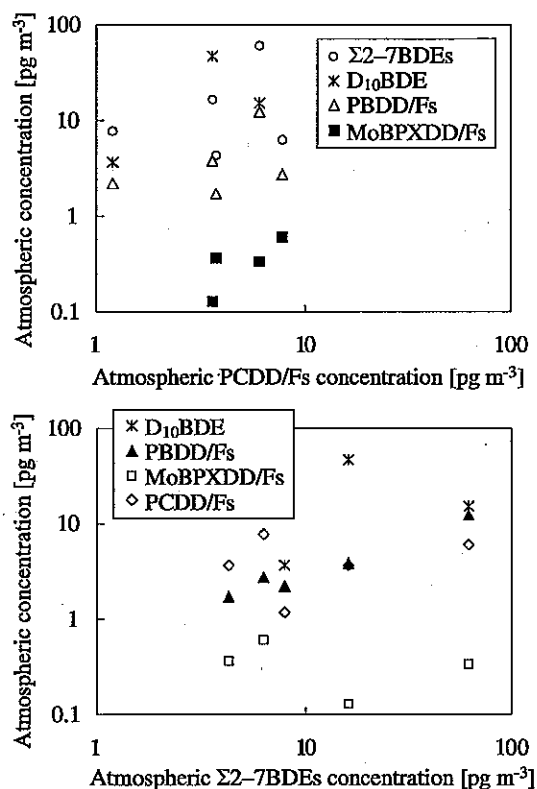 Atmospheric concentration [pg m⁻³]
100
10
1
0.1
Σ2–7BDEs
D₁₀BDE
PBDD/Fs
MoBPXDD/Fs
1
10
100
Atmospheric PCDD/Fs concentration [pg m⁻³]
Atmospheric concentration [pg m⁻³]
100
10
1
0.1
D₁₀BDE
PBDD/Fs
MoBPXDD/Fs
PCDD/Fs
1
10
100
Atmospheric Σ2–7BDEs concentration [pg m⁻³]